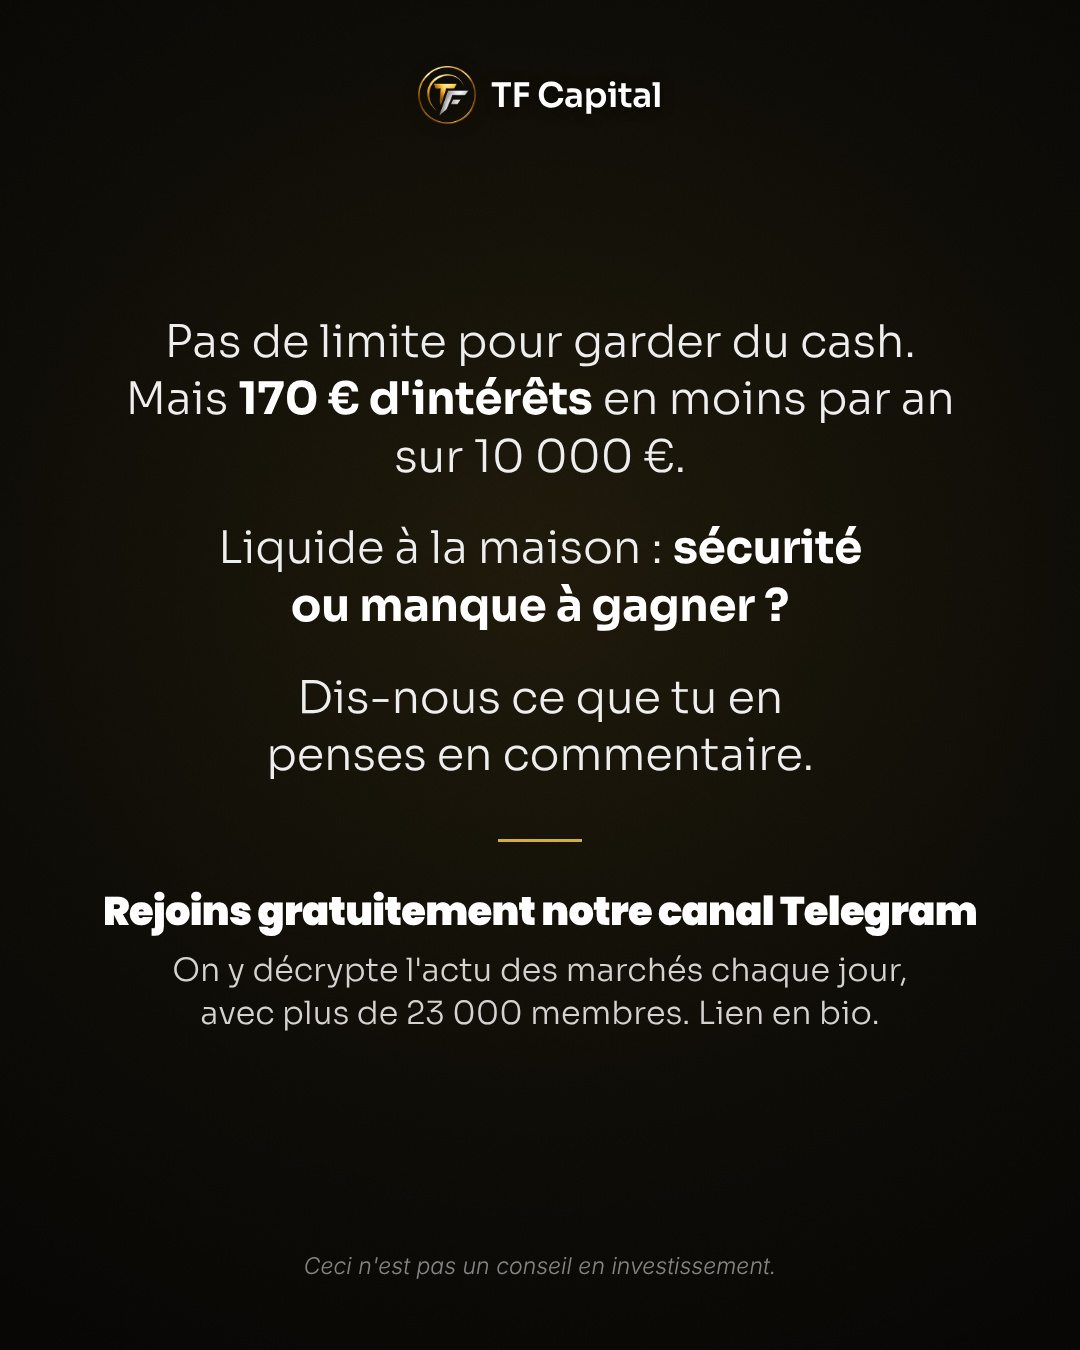 TF Capital
Pas de limite pour garder du cash.
Mais 170 € d'intérêts en moins par an
sur 10 000 €.
Liquide à la maison : sécurité
ou manque à gagner ?
Dis-nous ce que tu en
penses en commentaire.
Rejoins gratuitement notre canal Telegram
On y décrypte l'actu des marchés chaque jour,
avec plus de 23 000 membres. Lien en bio.
Ceci n'est pas un conseil en investissement.